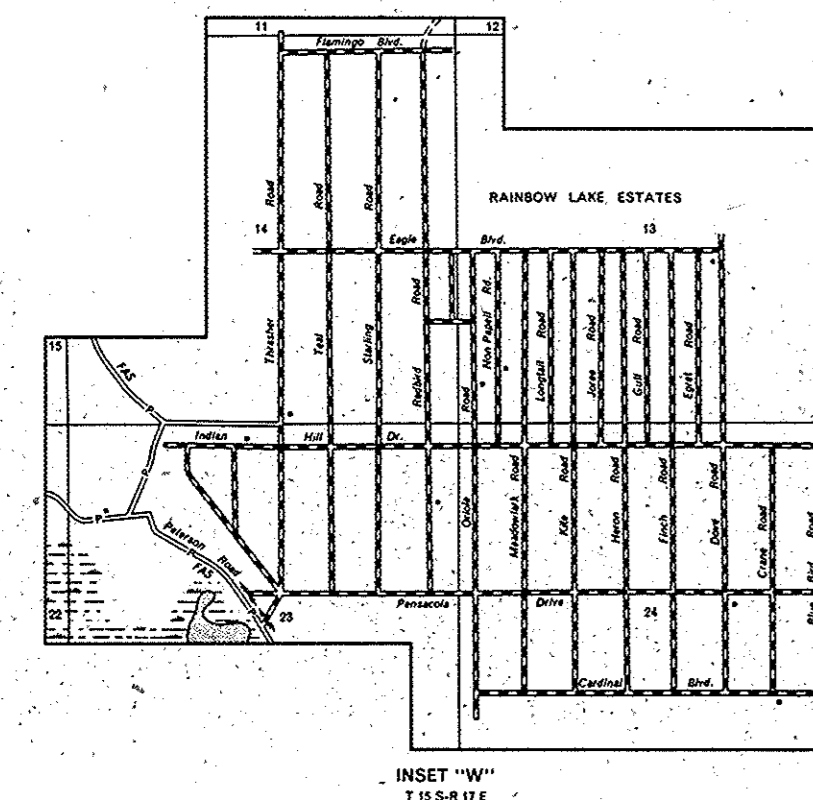 11
12
Flamingo Blvd.
Road
Road
Road
RAINBOW LAKE ESTATES
14
13
Eagle Blvd.
Thrasher
Teal
Starling
Redbird Road
Road
Non Papeil Rd.
Longtail Road
Joree Road
Gull Road
Egret Road
15
FAS
P
Indian Hill Dr.
P
P
Oriole
Meadowlark Road
Kite Road
Heron Road
Finch Road
Dove Road
Crane Road
Road
Peterson Road
P
FAS
P
Pensacola Drive
22
23
24
Cardinal Blvd.
INSET "W"
T 15 S-R 17 E